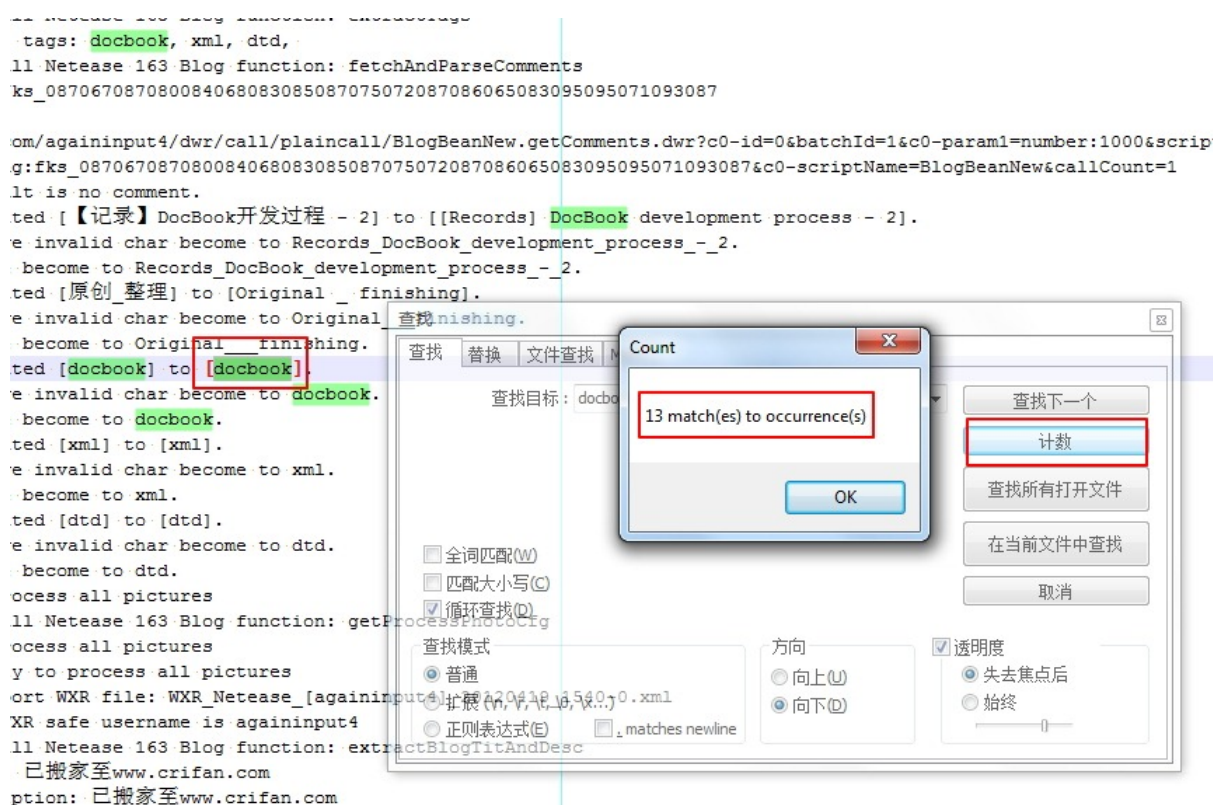 tags: docbook, xml, dtd,
ll Netease 163 Blog function: fetchAndParseComments
ks_087067087080084068083085087075072087086065083095095071093087
om/againinput4/dwr/call/plaincall/BlogBeanNew.getComments.dwr?c0-id=0&batchId=1&c0-param1=number:1000&scrip
g:fks_087067087080084068083085087075072087086065083095095071093087&c0-scriptName=BlogBeanNew&callCount=1
lt is no comment.
ted [【记录】DocBook开发过程 - 2] to [[Records] DocBook development process - 2].
e invalid char become to Records_DocBook_development_process_-_2.
become to Records_DocBook_development_process_-_2.
ted [原创_整理] to [Original _ finishing].
e invalid char become to Original___finishing.
become to Original___finishing.
ted [docbook] to [docbook].
e invalid char become to docbook.
become to docbook.
ted [xml] to [xml].
e invalid char become to xml.
become to xml.
ted [dtd] to [dtd].
e invalid char become to dtd.
become to dtd.
ocess all pictures
ll Netease 163 Blog function: getProcessPhotoCfg
ocess all pictures
y to process all pictures
ort WXR file: WXR_Netease_[againinput4]_20120419_1540-0.xml
XR safe username is againinput4
ll Netease 163 Blog function: extractBlogTitAndDesc
已搬家至www.crifan.com
ption: 已搬家至www.crifan.com
查找
查找 替换 文件查找
查找目标: docbo
查找下一个
计数
查找所有打开文件
在当前文件中查找
取消
Count
13 match(es) to occurrence(s)
OK
全词匹配(W)
匹配大小写(C)
循环查找(D)
查找模式
普通
扩展 (\n, \r, \t, \0, \x...)
正则表达式(E)
. matches newline
方向
向上(U)
向下(D)
透明度
失去焦点后
始终